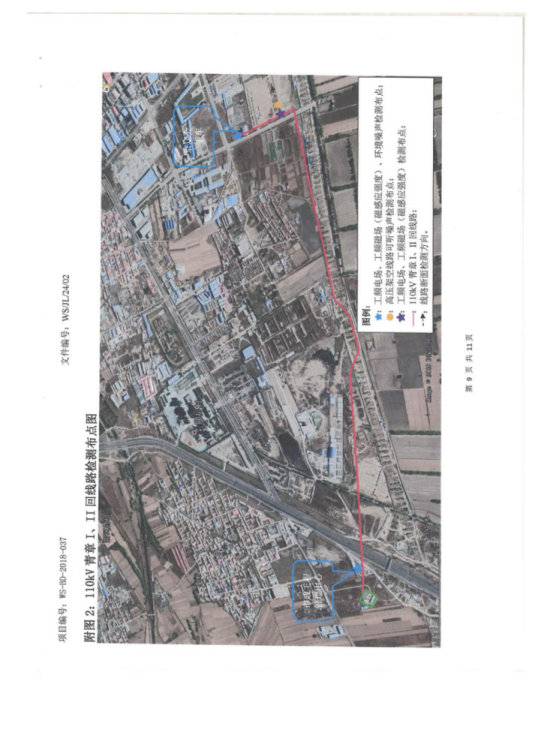 项目编号：WS-BD-2018-037
文件编号：WS/JL/24/02
附图 2：110kV 青章 I、II 回线路检测布点图
图例：
：工频电场、工频磁场（磁感应强度）、环境噪声检测布点；
：高压架空线路可听噪声检测布点；
：工频电场、工频磁场（磁感应强度）检测布点；
：110kV 青章 I、II 回线路；
：线路断面检测方向。
第 9 页 共 11 页